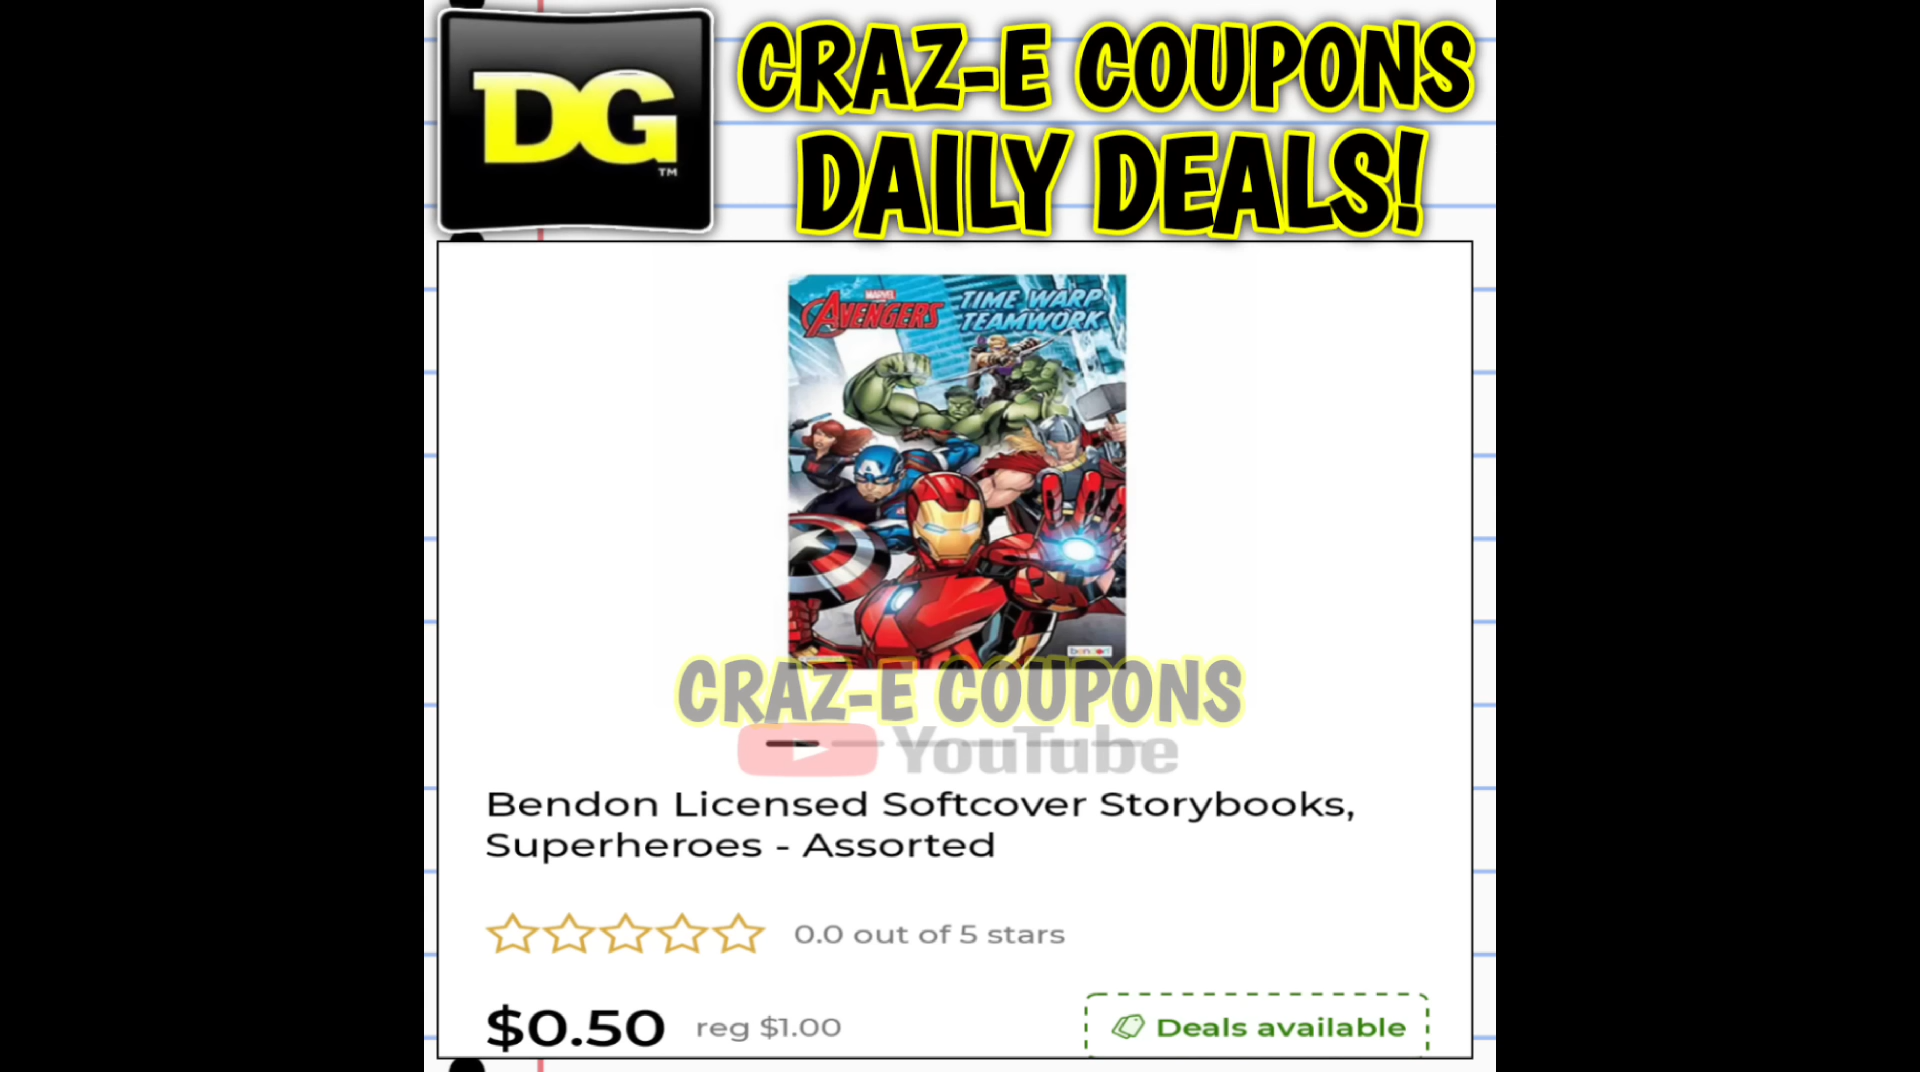 DG
™
CRAZ-E COUPONS
DAILY DEALS!
MARVEL
AVENGERS
TIME WARP
TEAMWORK
bendon
CRAZ-E COUPONS
YouTube
Bendon Licensed Softcover Storybooks,
Superheroes - Assorted
0.0 out of 5 stars
$0.50 reg $1.00
Deals available